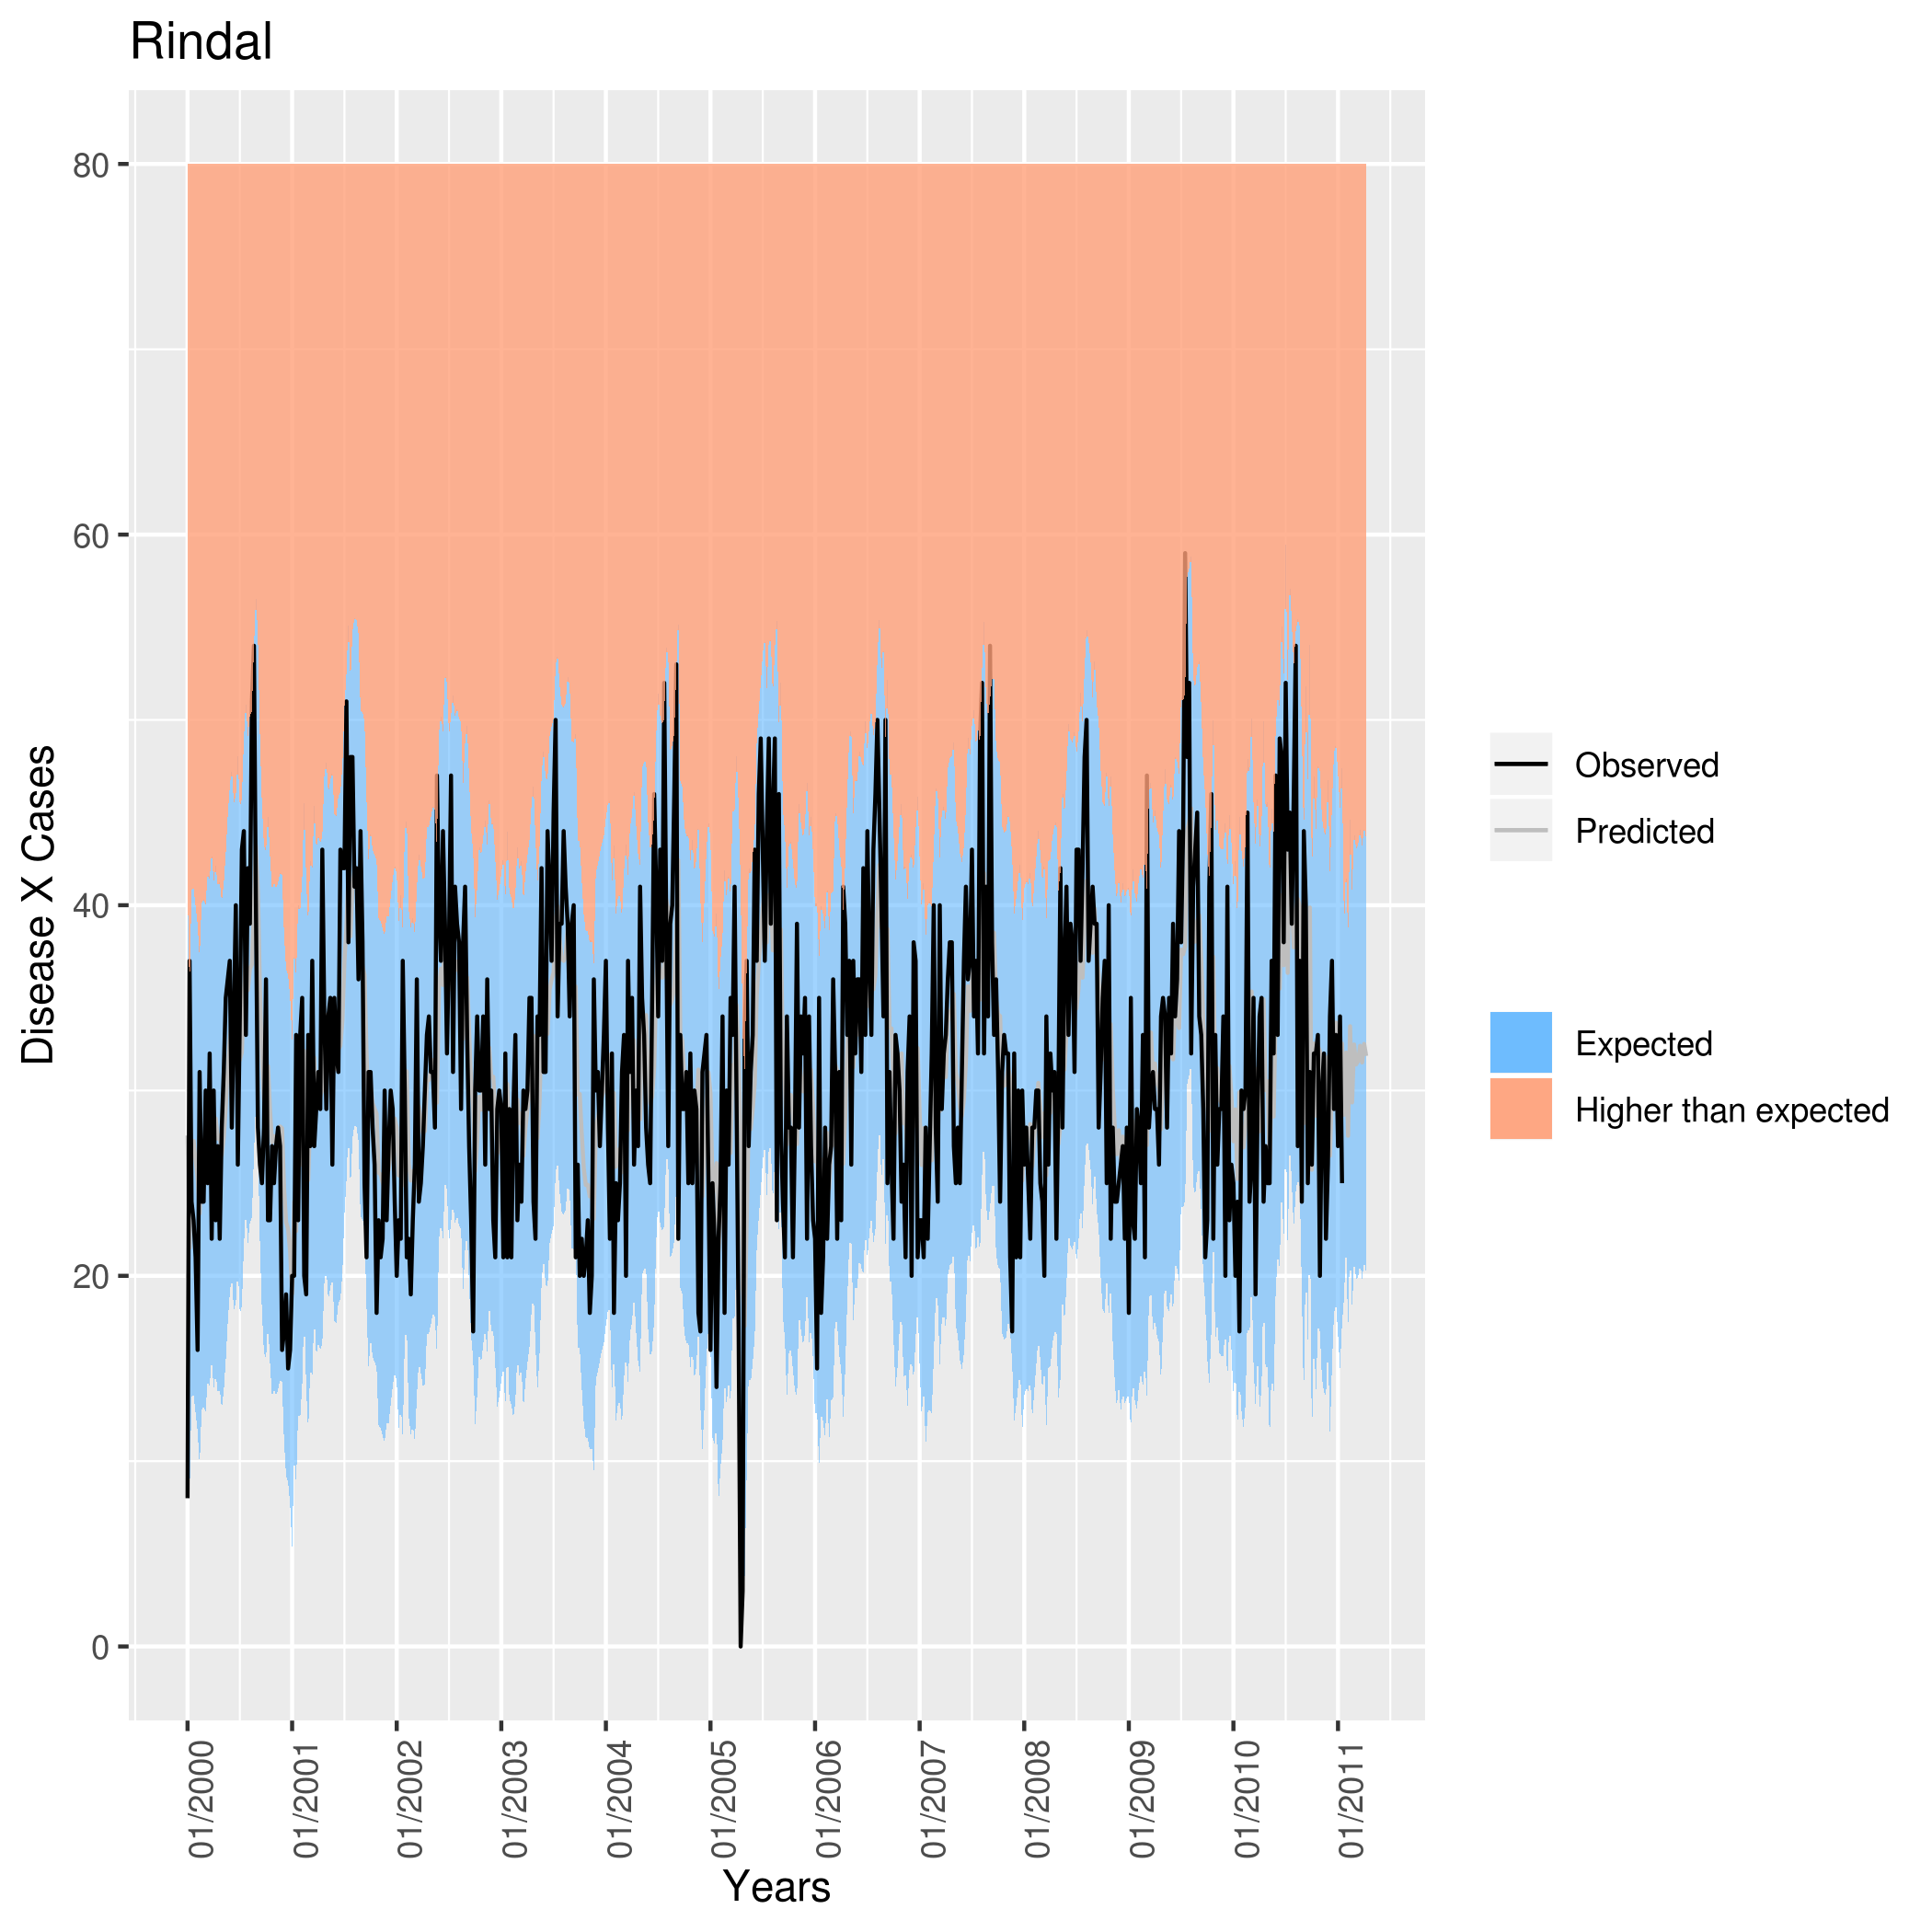 Rindal
80
60
40
20
0
Disease X Cases
01/2000
01/2001
01/2002
01/2003
01/2004
01/2005
01/2006
01/2007
01/2008
01/2009
01/2010
01/2011
Years
Observed
Predicted
Expected
Higher than expected